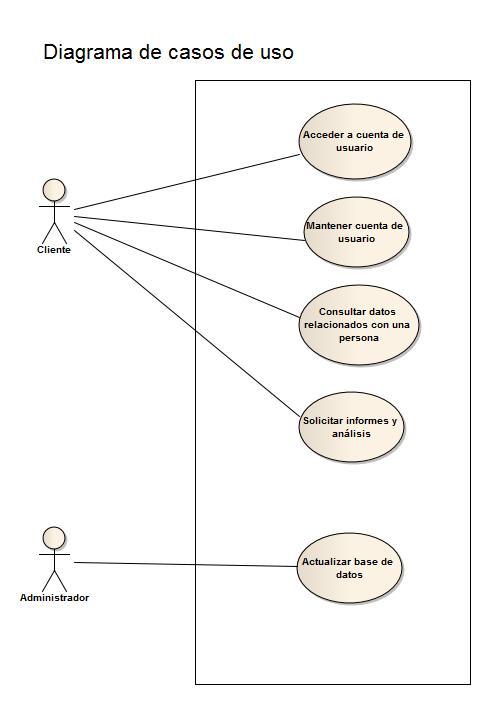 Diagrama de casos de uso
Acceder a cuenta de
usuario
Mantener cuenta de
usuario
Cliente
Consultar datos
relacionados con una
persona
Solicitar informes y
análisis
Actualizar base de
datos
Administrador